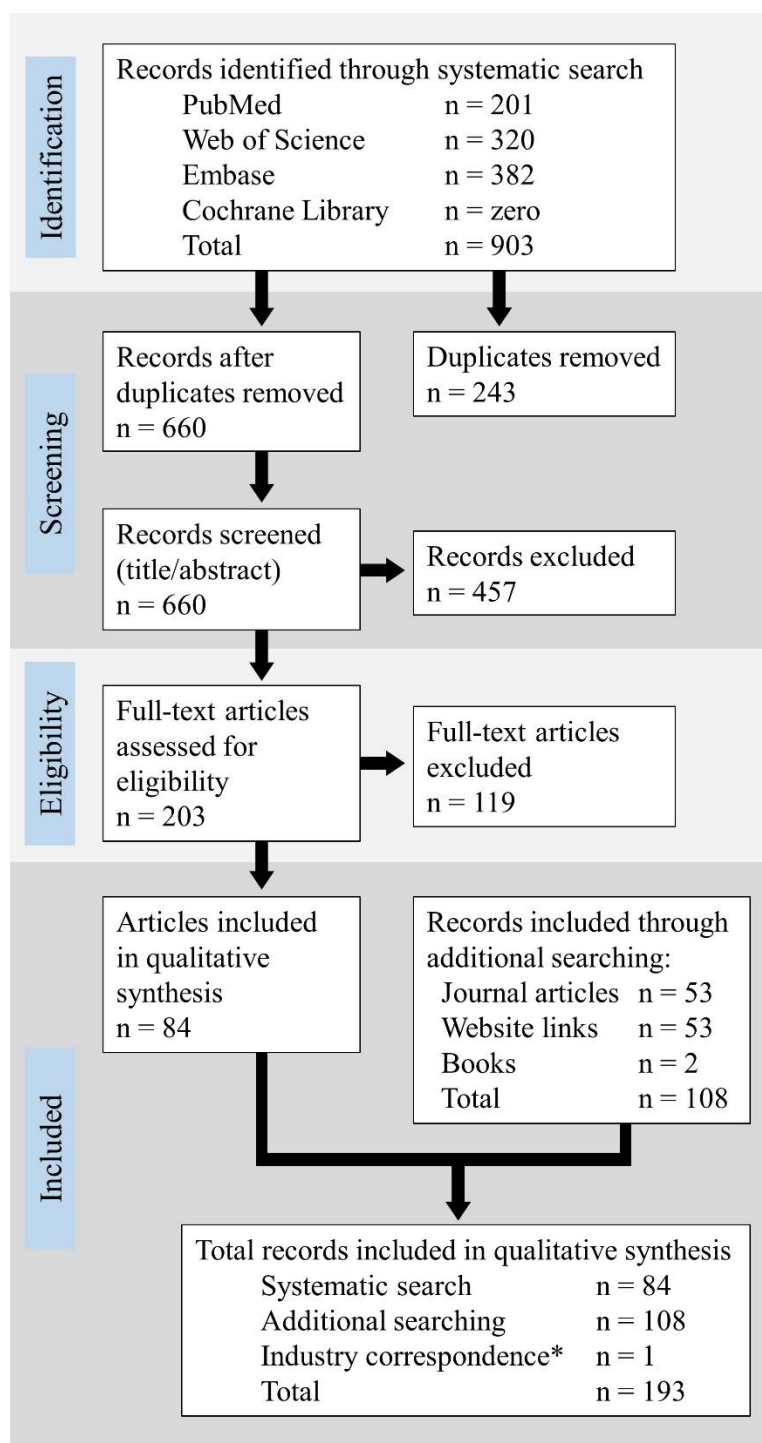 Identification
Records identified through systematic search
PubMed n = 201
Web of Science n = 320
Embase n = 382
Cochrane Library n = zero
Total n = 903
Screening
Records after
duplicates removed
n = 660
Duplicates removed
n = 243
Records screened
(title/abstract)
n = 660
Records excluded
n = 457
Eligibility
Full-text articles
assessed for
eligibility
n = 203
Full-text articles
excluded
n = 119
Included
Articles included
in qualitative
synthesis
n = 84
Records included through
additional searching:
Journal articles n = 53
Website links n = 53
Books n = 2
Total n = 108
Total records included in qualitative synthesis
Systematic search n = 84
Additional searching n = 108
Industry correspondence* n = 1
Total n = 193